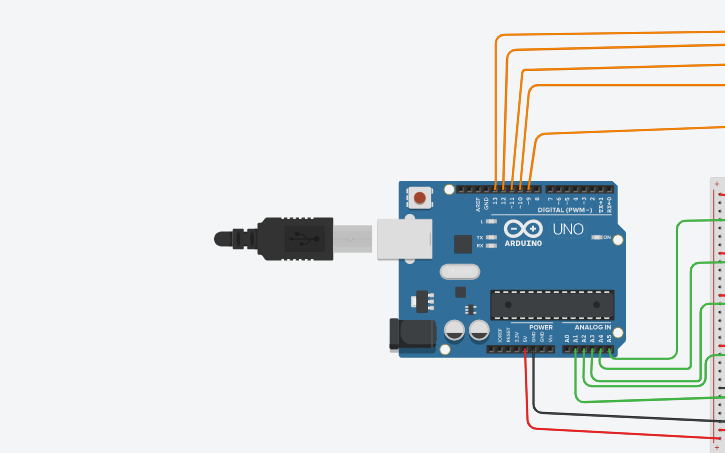 AREF
GND
13
12
~11
~10
~9
8
7
~6
~5
4
~3
2
TX→1
RX←0
DIGITAL (PWM~)
L
TX
RX
ARDUINO
UNO
ON
POWER
ANALOG IN
IOREF
RESET
3.3V
5V
GND
GND
Vin
A0
A1
A2
A3
A4
A5
+
+